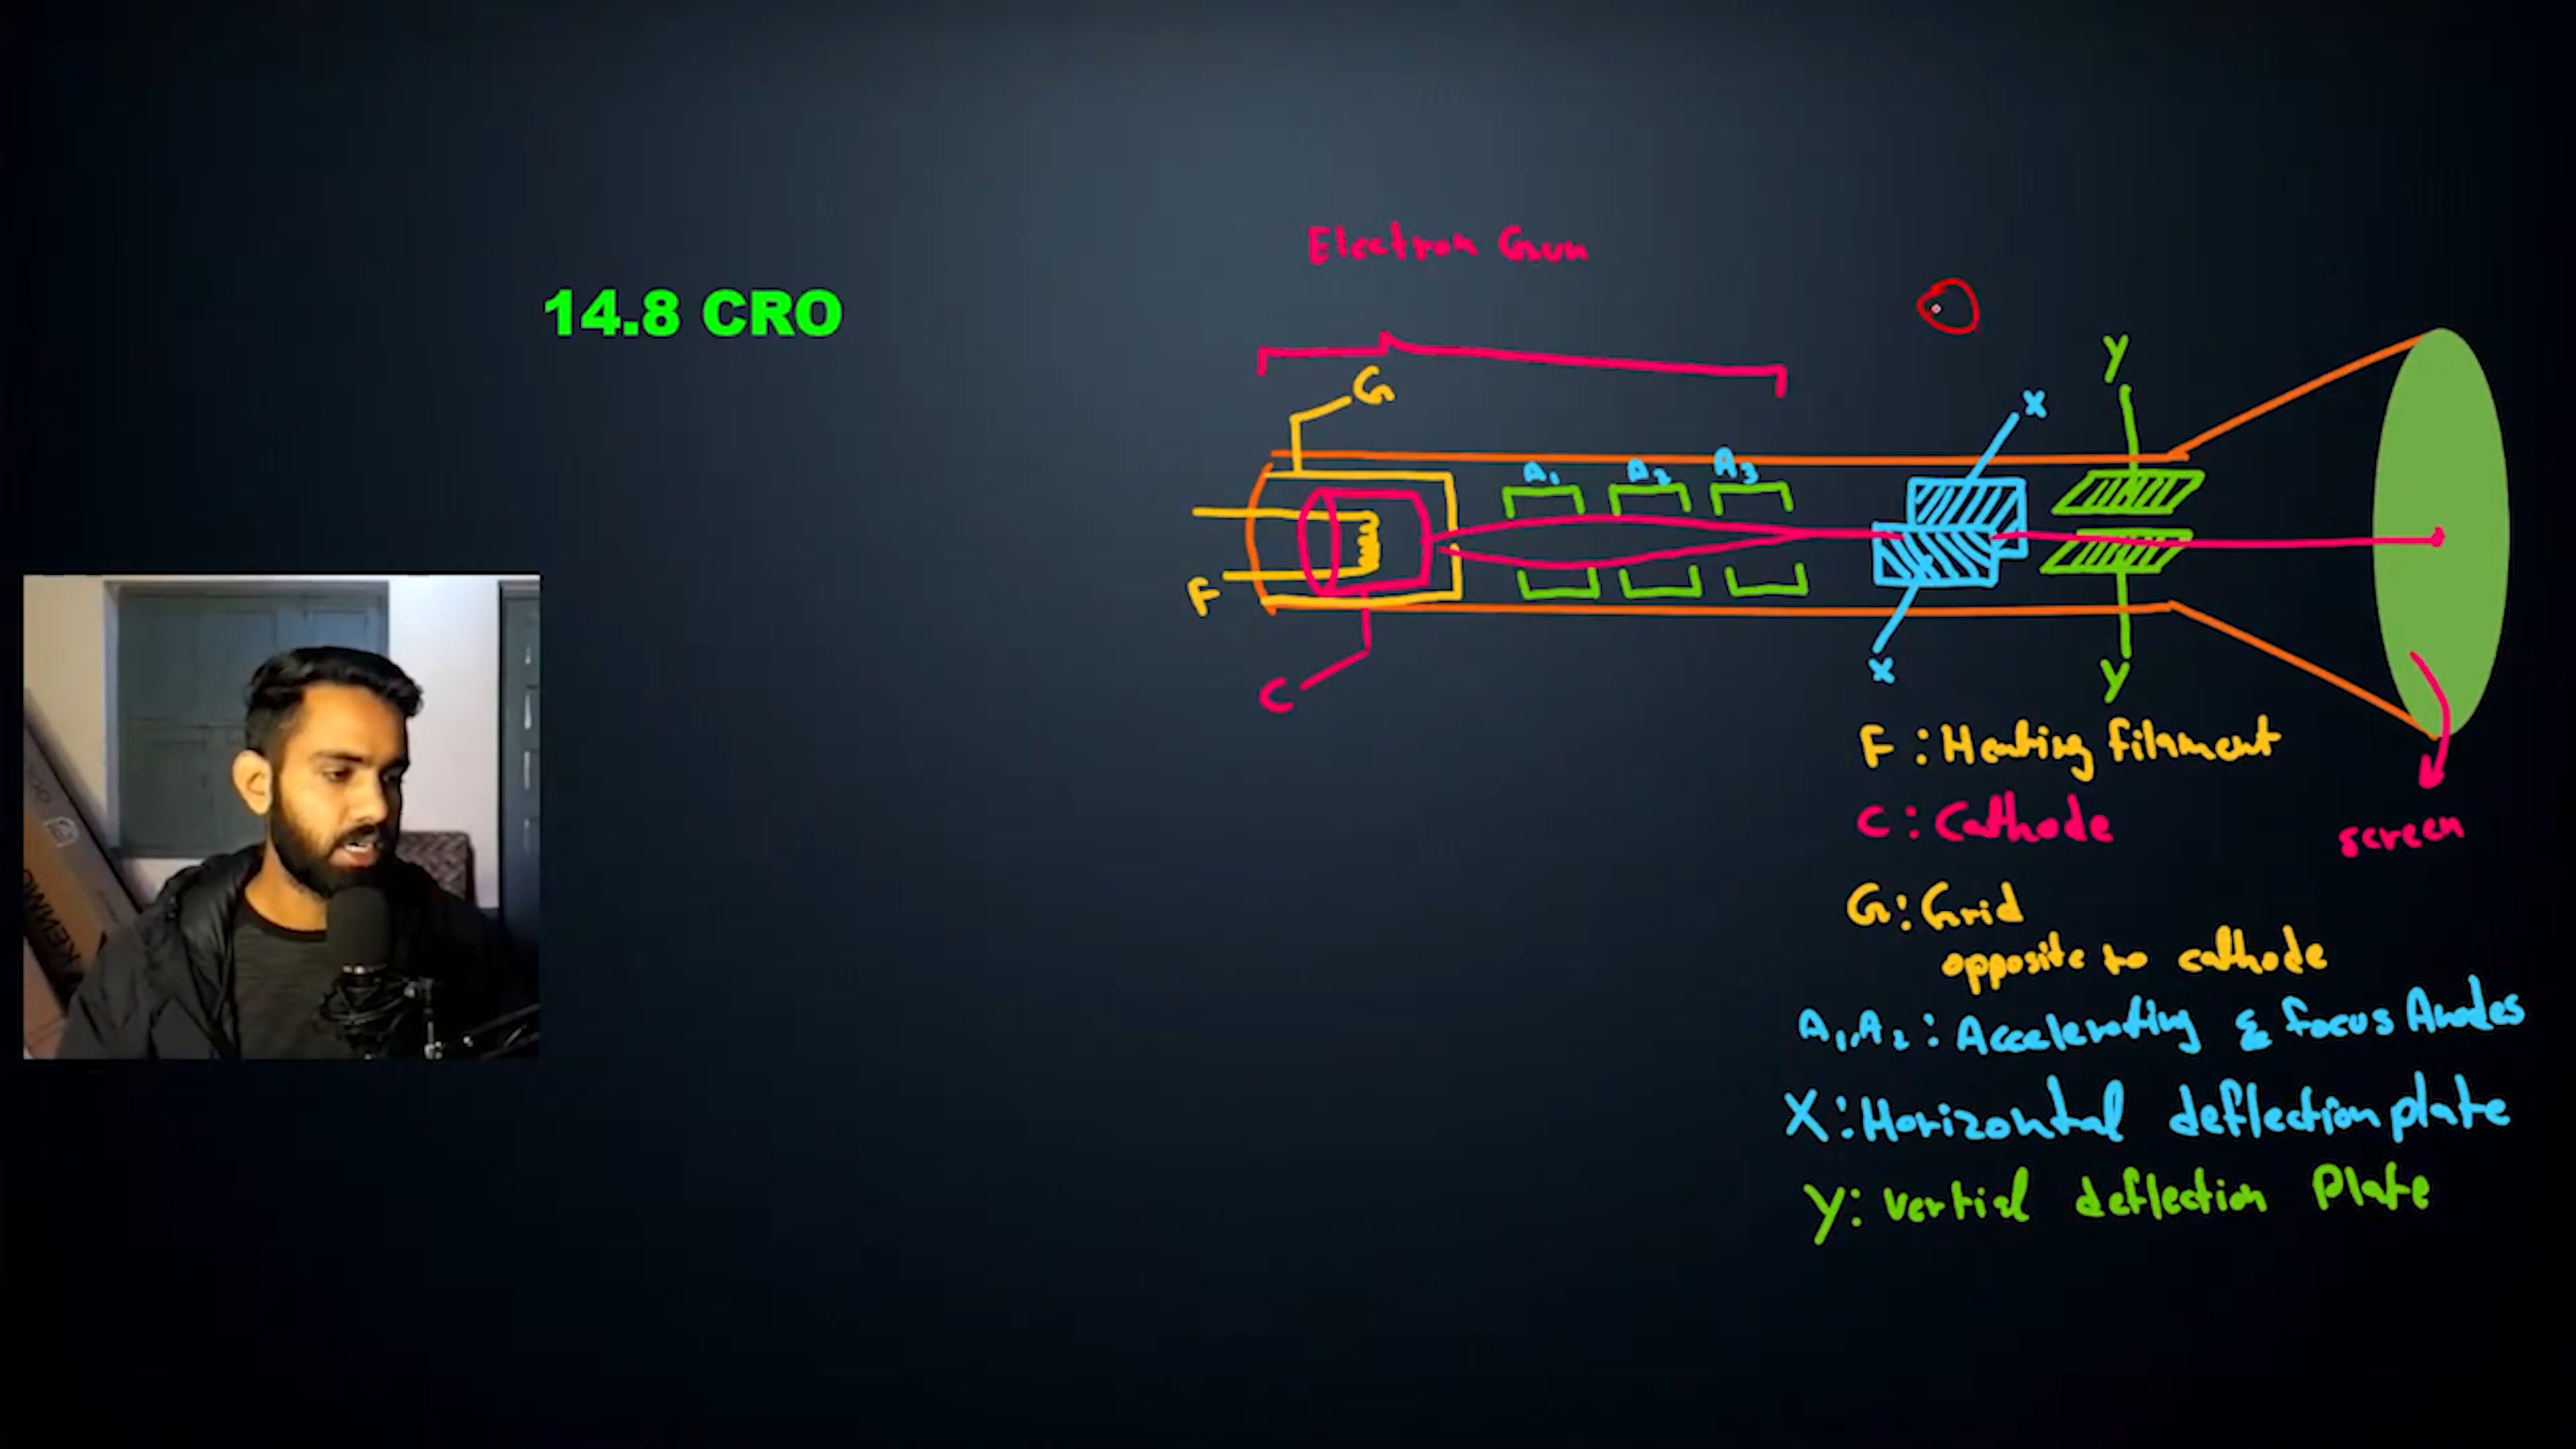 14.8 CRO
Electron Gun
G
X
Y
A1 A2 A3
F
C
X
Y
screen
KENWO
F : Heating filament
C : Cathode
G : Grid
opposite to cathode
A1,A2 : Accelerating & focus Anodes
X : Horizontal deflection plate
Y : vertial deflection Plate